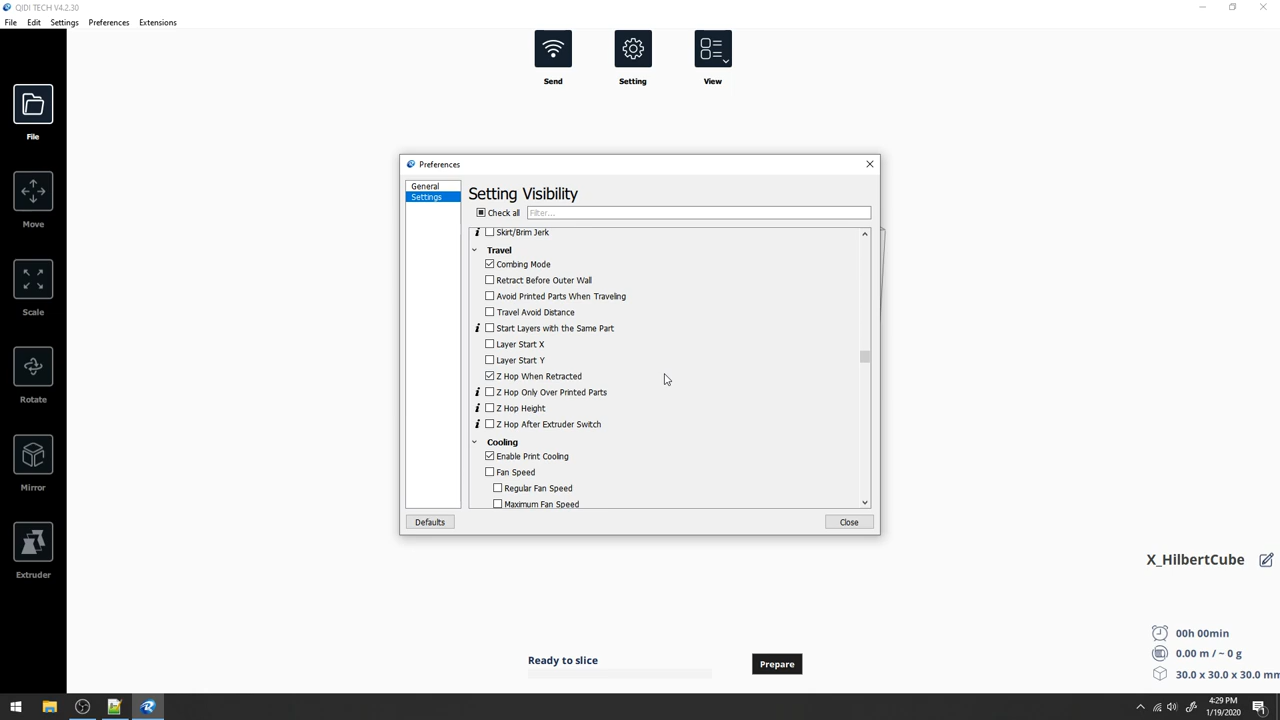 QIDI TECH V4.2.30
File Edit Settings Preferences Extensions
Send
Setting
View
File
Move
Scale
Rotate
Mirror
Extruder
Preferences
General
Settings
Setting Visibility
Check all
Filter...
i Skirt/Brim Jerk
Travel
Combing Mode
Retract Before Outer Wall
Avoid Printed Parts When Traveling
Travel Avoid Distance
i Start Layers with the Same Part
Layer Start X
Layer Start Y
Z Hop When Retracted
i Z Hop Only Over Printed Parts
i Z Hop Height
i Z Hop After Extruder Switch
Cooling
Enable Print Cooling
Fan Speed
Regular Fan Speed
Maximum Fan Speed
Defaults
Close
X_HilbertCube
00h 00min
0.00 m / ~ 0 g
30.0 x 30.0 x 30.0 mm
Ready to slice
Prepare
4:29 PM
1/19/2020
1